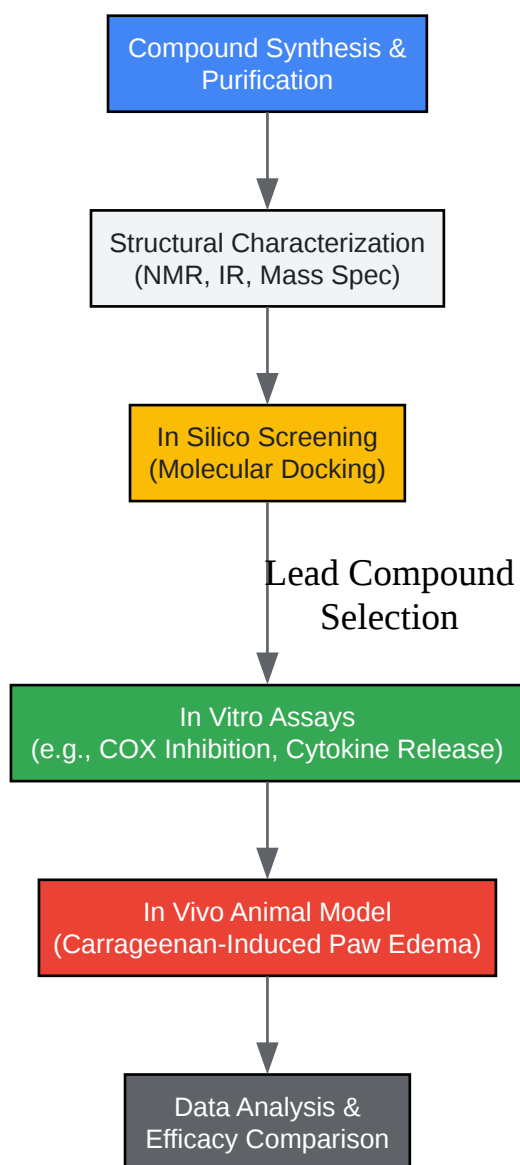 Compound Synthesis &
Purification
Structural Characterization
(NMR, IR, Mass Spec)
In Silico Screening
(Molecular Docking)
Lead Compound
Selection
In Vitro Assays
(e.g., COX Inhibition, Cytokine Release)
In Vivo Animal Model
(Carrageenan-Induced Paw Edema)
Data Analysis &
Efficacy Comparison